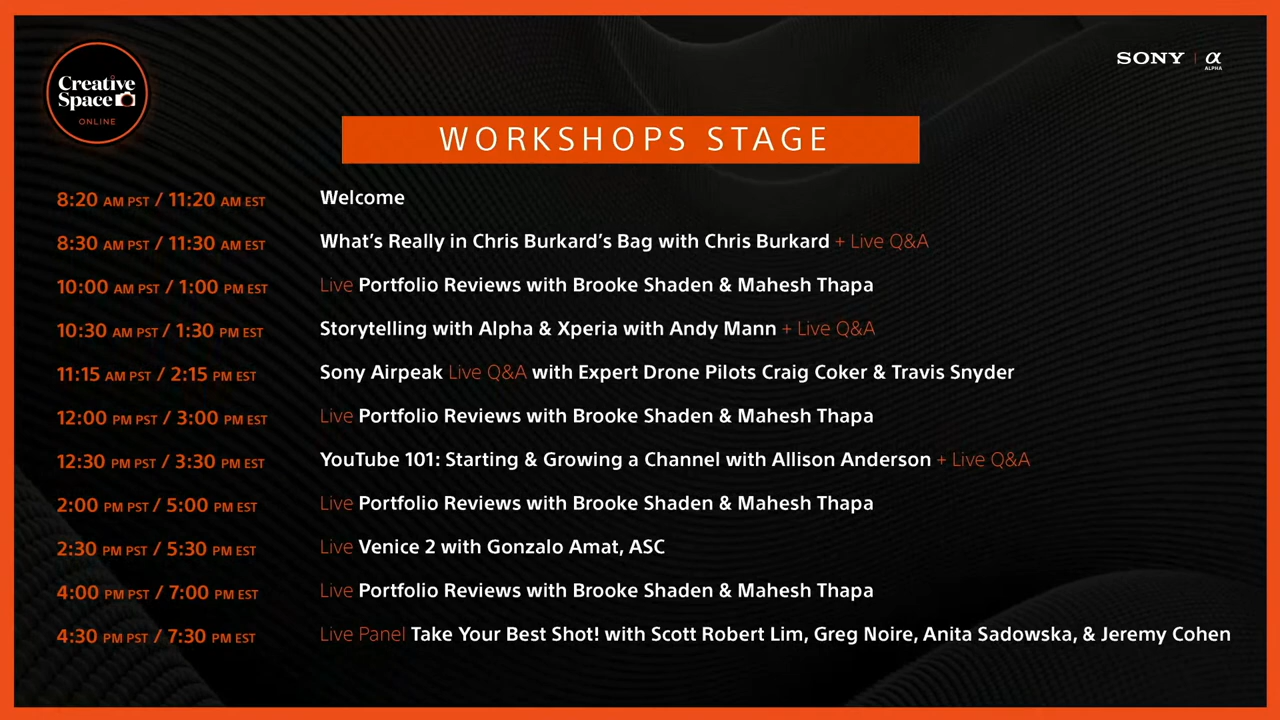 Creative
Space
ONLINE
SONY | α
ALPHA
WORKSHOPS STAGE
8:20 AM PST / 11:20 AM EST Welcome
8:30 AM PST / 11:30 AM EST What's Really in Chris Burkard's Bag with Chris Burkard + Live Q&A
10:00 AM PST / 1:00 PM EST Live Portfolio Reviews with Brooke Shaden & Mahesh Thapa
10:30 AM PST / 1:30 PM EST Storytelling with Alpha & Xperia with Andy Mann + Live Q&A
11:15 AM PST / 2:15 PM EST Sony Airpeak Live Q&A with Expert Drone Pilots Craig Coker & Travis Snyder
12:00 PM PST / 3:00 PM EST Live Portfolio Reviews with Brooke Shaden & Mahesh Thapa
12:30 PM PST / 3:30 PM EST YouTube 101: Starting & Growing a Channel with Allison Anderson + Live Q&A
2:00 PM PST / 5:00 PM EST Live Portfolio Reviews with Brooke Shaden & Mahesh Thapa
2:30 PM PST / 5:30 PM EST Live Venice 2 with Gonzalo Amat, ASC
4:00 PM PST / 7:00 PM EST Live Portfolio Reviews with Brooke Shaden & Mahesh Thapa
4:30 PM PST / 7:30 PM EST Live Panel Take Your Best Shot! with Scott Robert Lim, Greg Noire, Anita Sadowska, & Jeremy Cohen